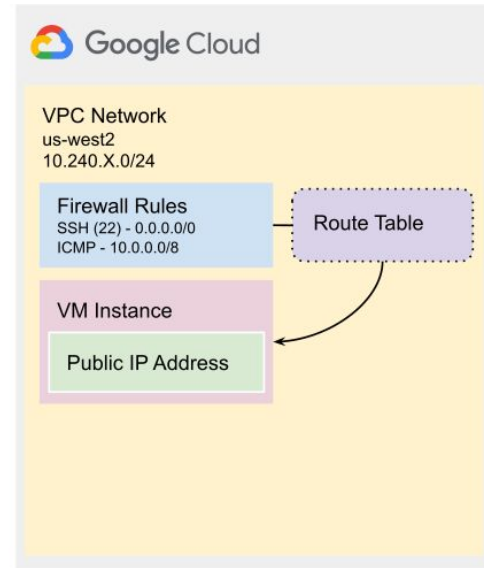 Google Cloud
VPC Network
us-west2
10.240.X.0/24
Firewall Rules
SSH (22) - 0.0.0.0/0
ICMP - 10.0.0.0/8
Route Table
VM Instance
Public IP Address